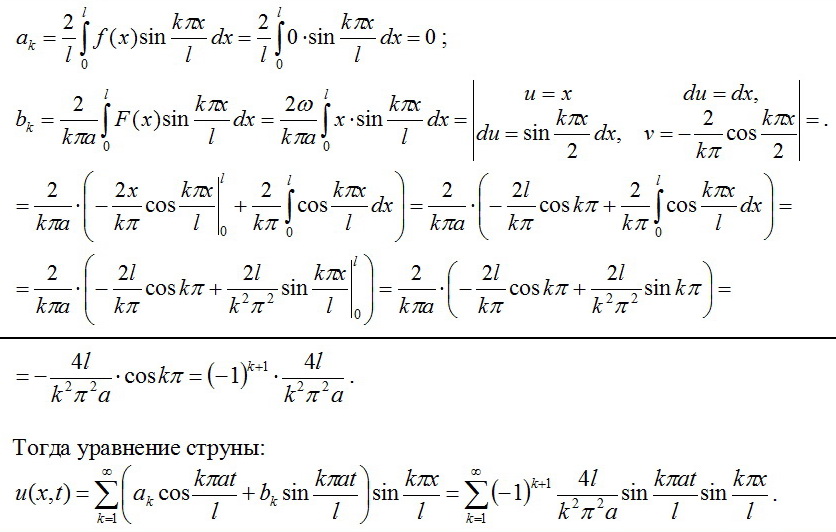 a_k = \frac{2}{l} \int_0^l f(x) \sin \frac{k\pi x}{l} dx = \frac{2}{l} \int_0^l 0 \cdot \sin \frac{k\pi x}{l} dx = 0 ;
b_k = \frac{2}{k\pi a} \int_0^l F(x) \sin \frac{k\pi x}{l} dx = \frac{2\omega}{k\pi a} \int_0^l x \cdot \sin \frac{k\pi x}{l} dx = \left| \begin{matrix} u = x & du = dx, \\ du = \sin \frac{k\pi x}{2} dx, & v = -\frac{2}{k\pi} \cos \frac{k\pi x}{2} \end{matrix} \right| = .
= \frac{2}{k\pi a} \cdot \left( -\frac{2x}{k\pi} \cos \frac{k\pi x}{l} \Big|_0^l + \frac{2}{k\pi} \int_0^l \cos \frac{k\pi x}{l} dx \right) = \frac{2}{k\pi a} \cdot \left( -\frac{2l}{k\pi} \cos k\pi + \frac{2}{k\pi} \int_0^l \cos \frac{k\pi x}{l} dx \right) =
= \frac{2}{k\pi a} \cdot \left( -\frac{2l}{k\pi} \cos k\pi + \frac{2l}{k^2\pi^2} \sin \frac{k\pi x}{l} \Big|_0^l \right) = \frac{2}{k\pi a} \cdot \left( -\frac{2l}{k\pi} \cos k\pi + \frac{2l}{k^2\pi^2} \sin k\pi \right) =
= -\frac{4l}{k^2\pi^2 a} \cdot \cos k\pi = (-1)^{k+1} \cdot \frac{4l}{k^2\pi^2 a} .
Тогда уравнение струны:
u(x,t) = \sum_{k=1}^{\infty} \left( a_k \cos \frac{k\pi at}{l} + b_k \sin \frac{k\pi at}{l} \right) \sin \frac{k\pi x}{l} = \sum_{k=1}^{\infty} (-1)^{k+1} \frac{4l}{k^2\pi^2 a} \sin \frac{k\pi at}{l} \sin \frac{k\pi x}{l} .